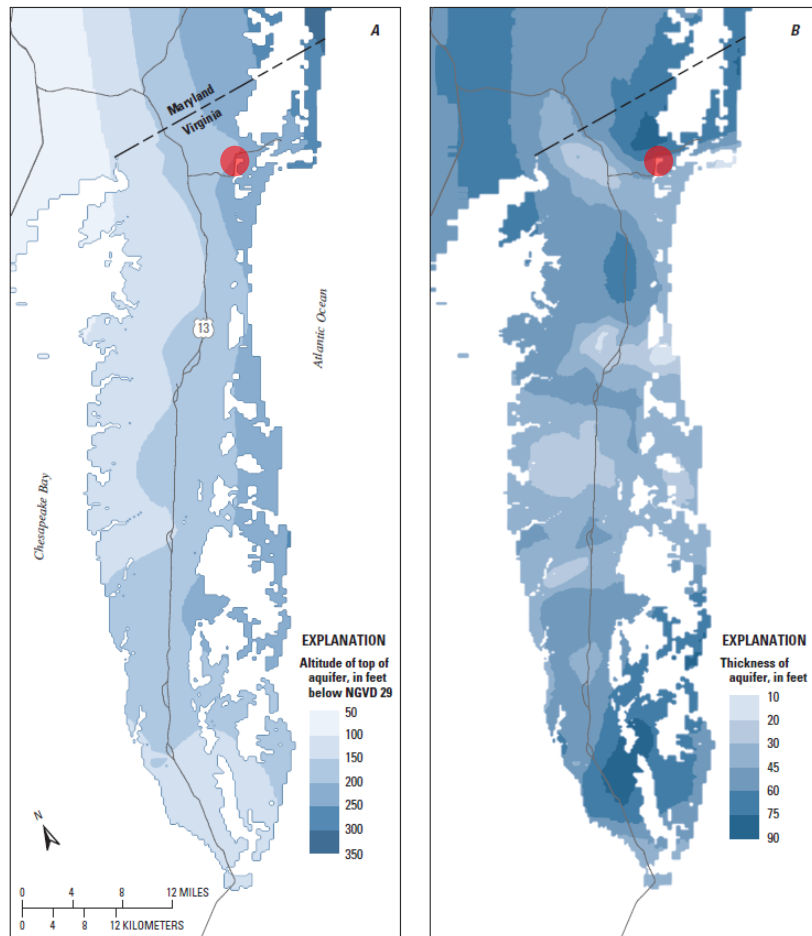 A
Maryland
Virginia
13
Atlantic Ocean
Chesapeake Bay
EXPLANATION
Altitude of top of
aquifer, in feet
below NGVD 29
50
100
150
200
250
300
350
N
0 4 8 12 MILES
0 4 8 12 KILOMETERS
B
EXPLANATION
Thickness of
aquifer, in feet
10
20
30
45
60
75
90